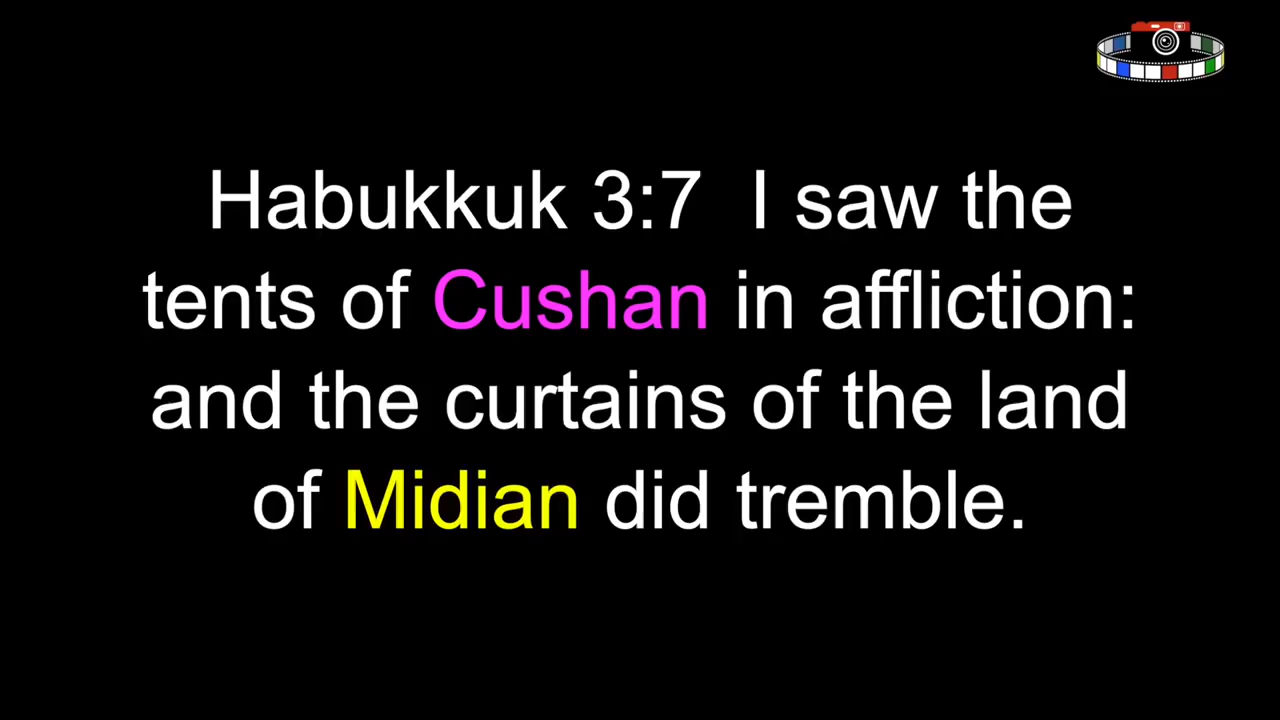 Habukkuk 3:7  I saw the
tents of Cushan in affliction:
and the curtains of the land
of Midian did tremble.